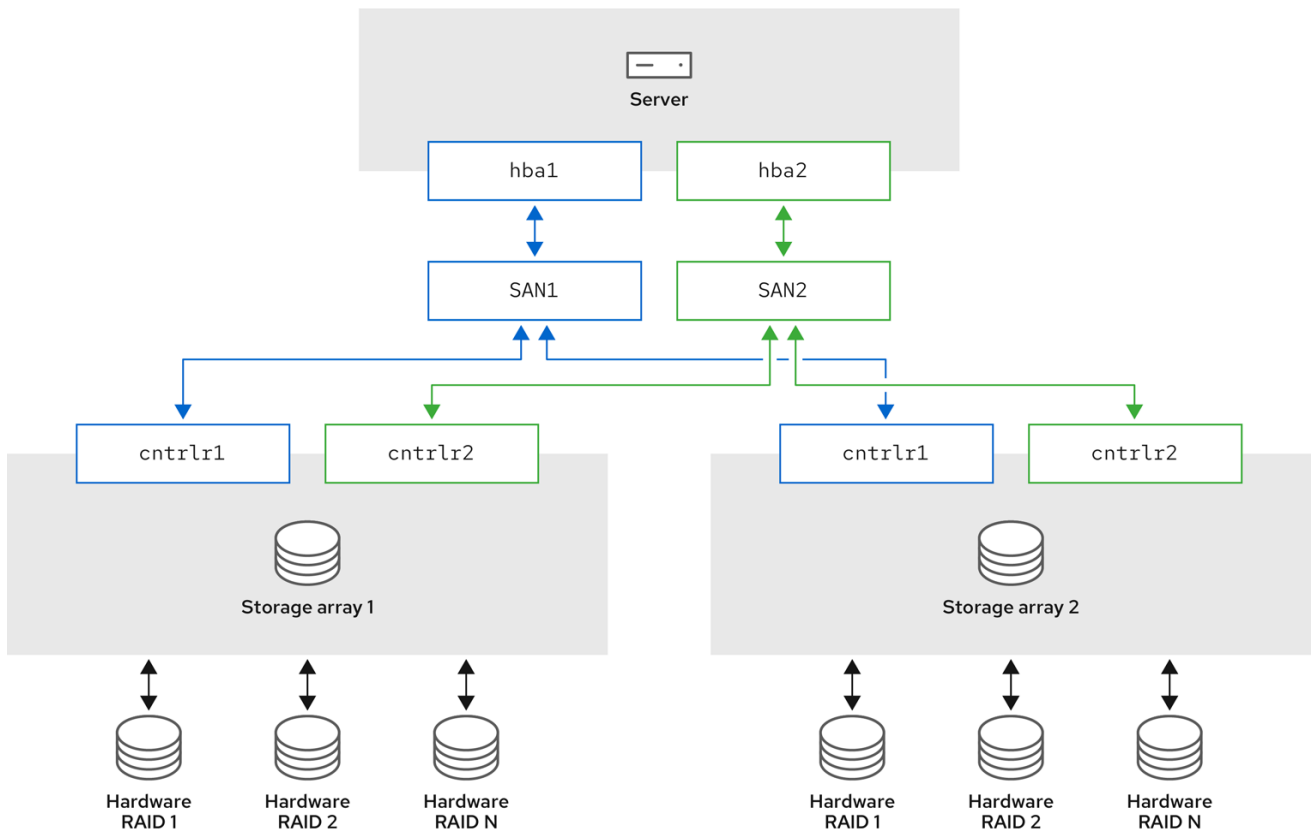 Server
hba1
hba2
SAN1
SAN2
cntrlr1
cntrlr2
cntrlr1
cntrlr2
Storage array 1
Storage array 2
Hardware
RAID 1
Hardware
RAID 2
Hardware
RAID N
Hardware
RAID 1
Hardware
RAID 2
Hardware
RAID N